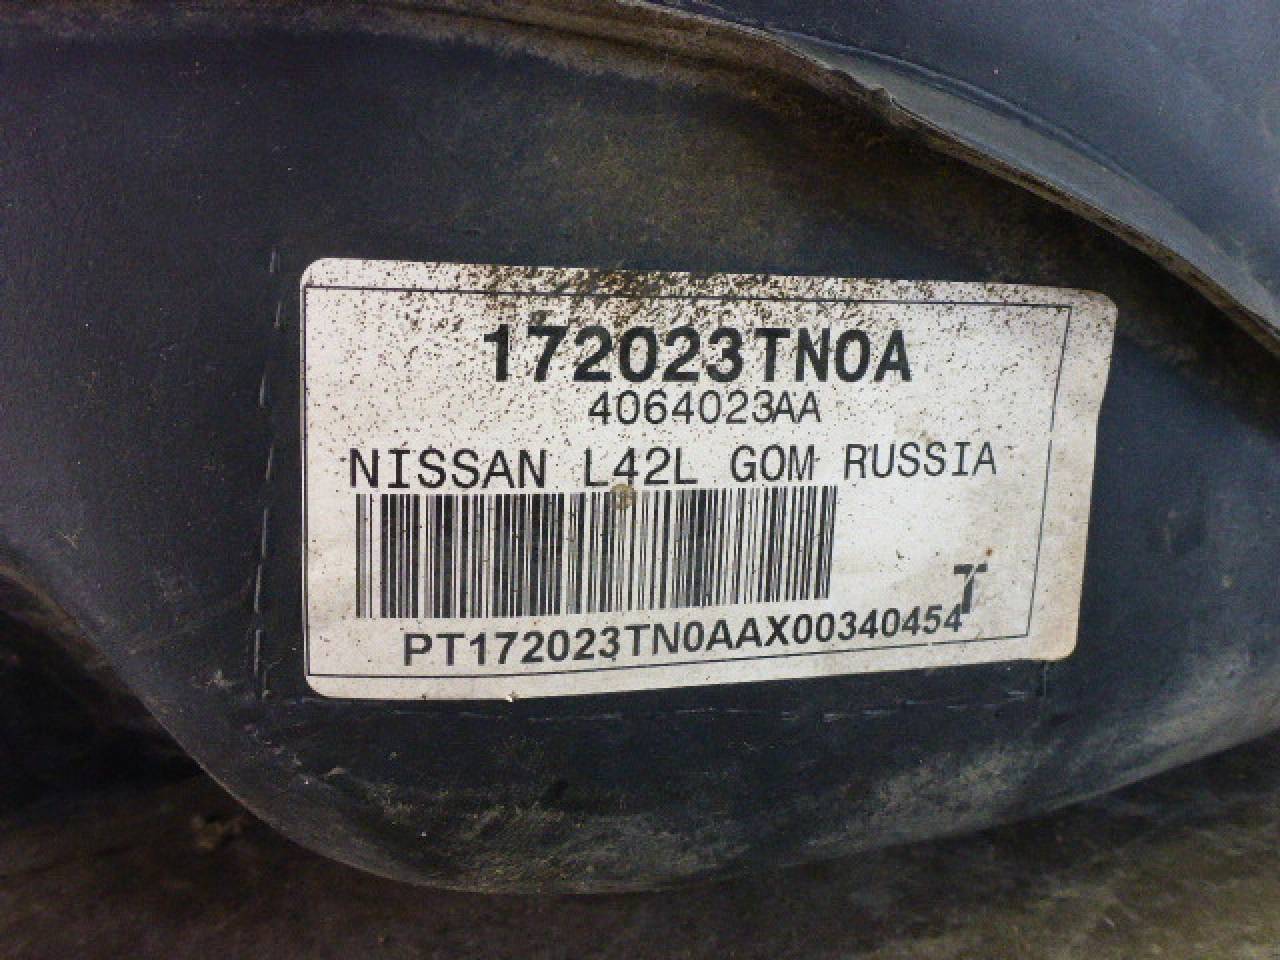 172023TN0A
4064023AA
NISSAN L42L GOM RUSSIA
T
PT172023TN0AAX00340454